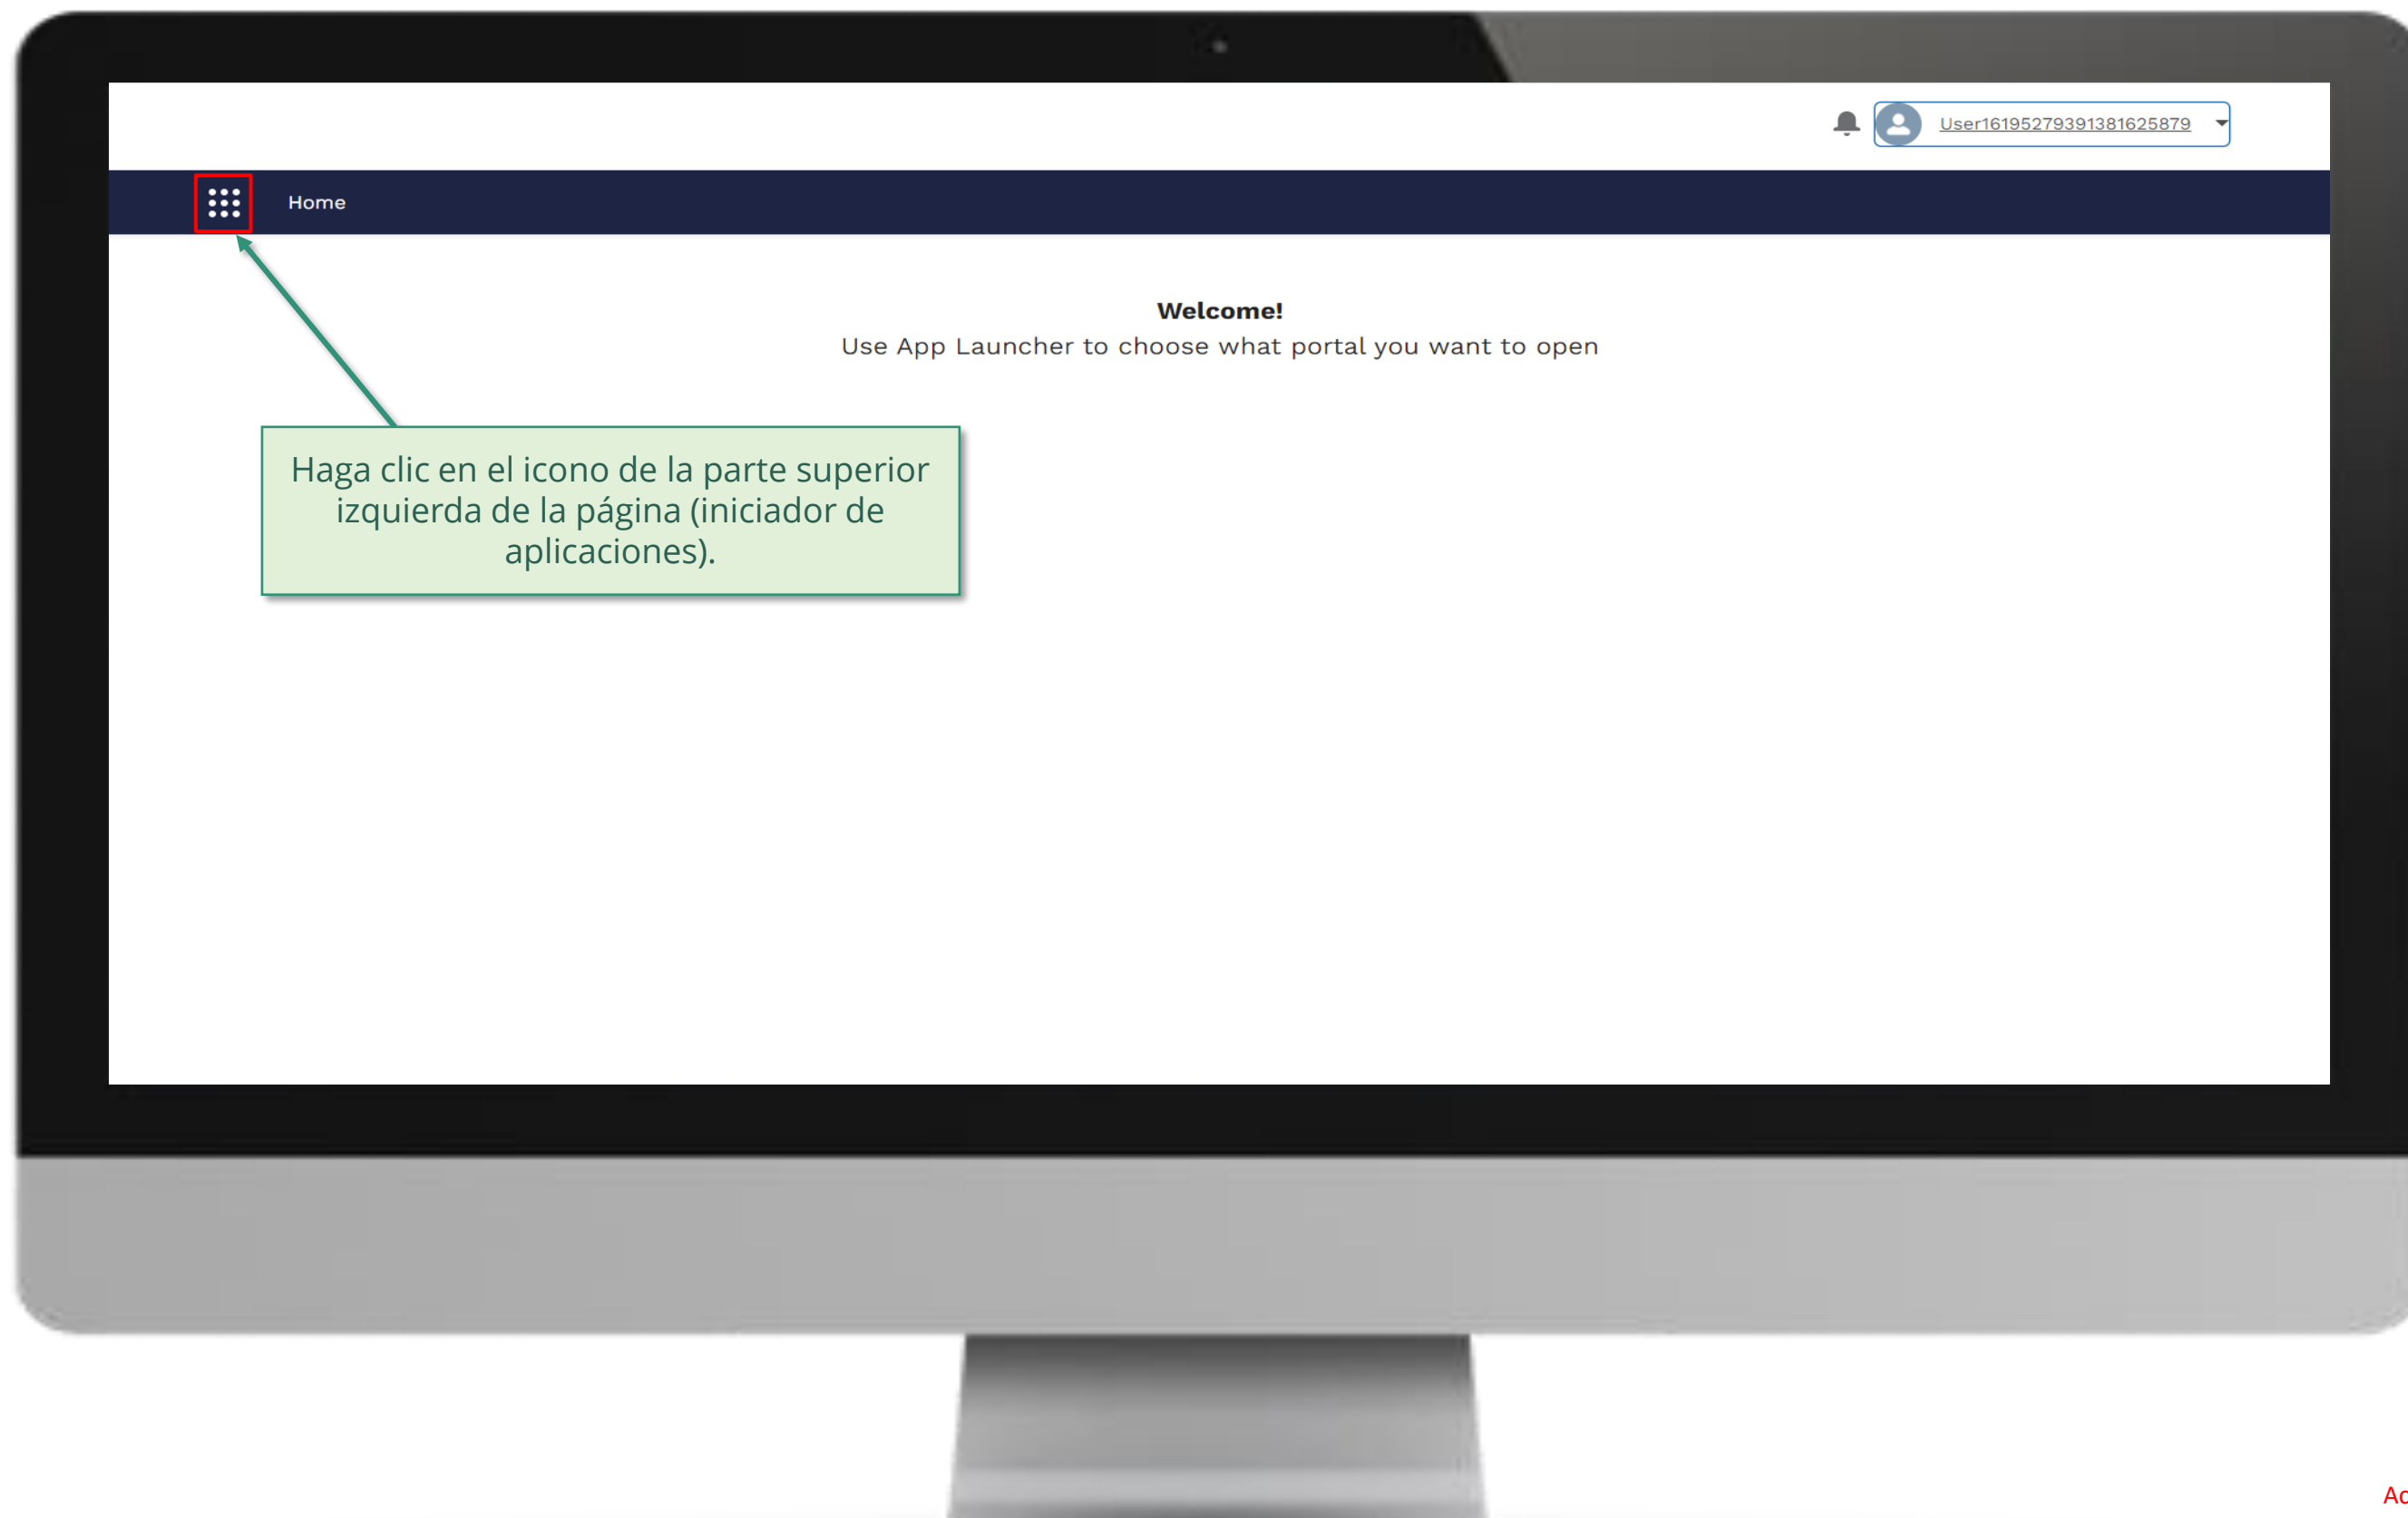 User16195279391381625879
Home
Welcome!
Use App Launcher to choose what portal you want to open
Haga clic en el icono de la parte superior
izquierda de la página (iniciador de
aplicaciones).